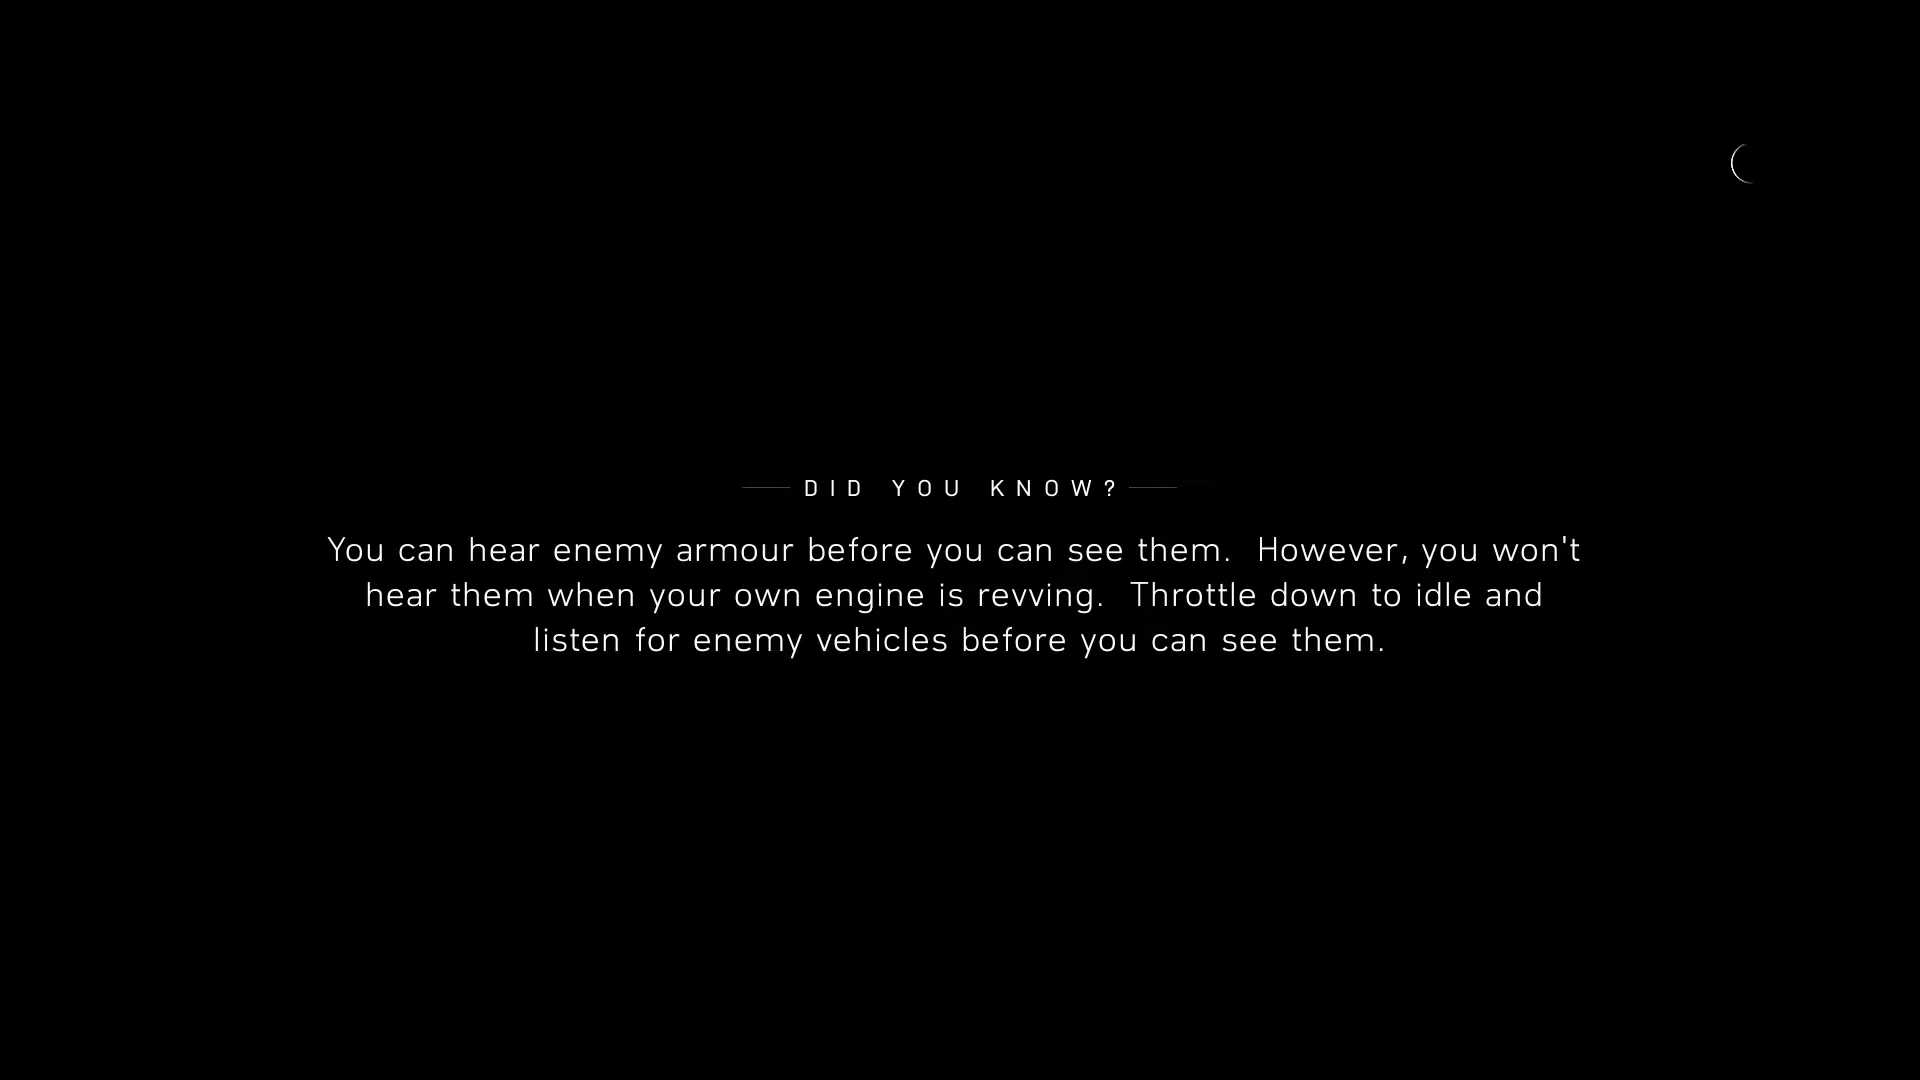 DID YOU KNOW?
You can hear enemy armour before you can see them.  However, you won't
hear them when your own engine is revving.  Throttle down to idle and
listen for enemy vehicles before you can see them.